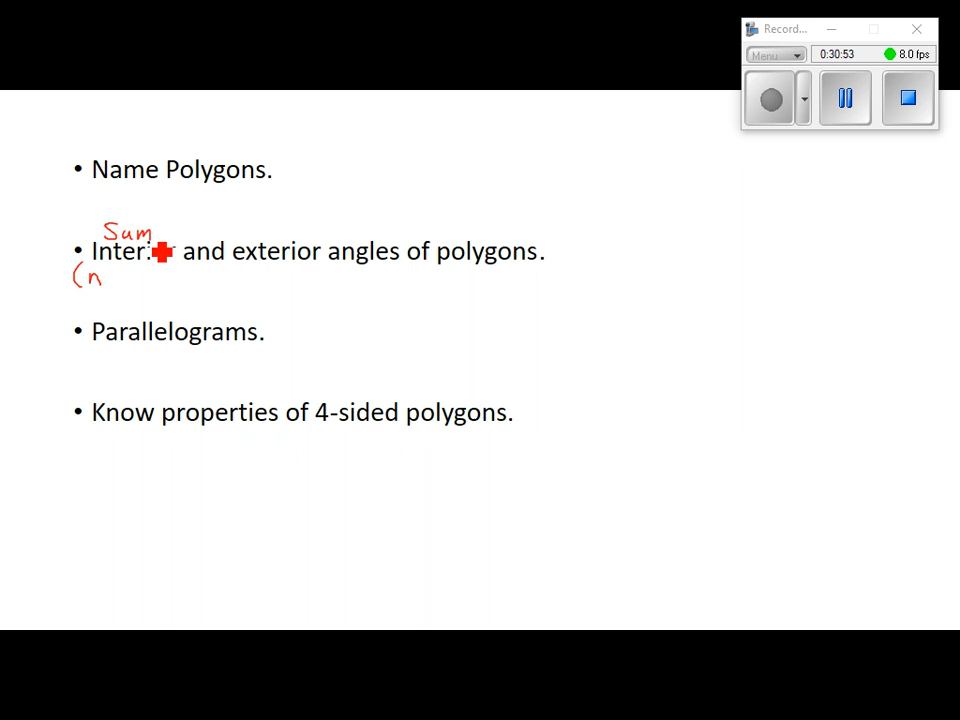 Record...
Menu
0:30:53
8.0 fps
• Name Polygons.
Sum
• and exterior angles of polygons.
(n
• Parallelograms.
• Know properties of 4-sided polygons.